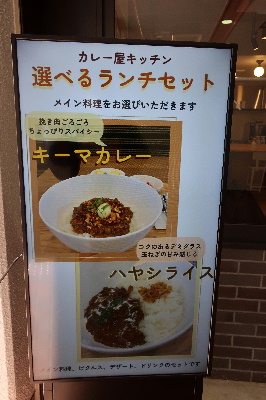 カレー屋キッチン
選べるランチセット
メイン料理をお選びいただきます
挽き肉ごろごろ
ちょっぴりスパイシー
キーマカレー
コクのあるデミグラス
玉ねぎの甘み感じる
ハヤシライス
メイン料理、ピクルス、デザート、ドリンクのセットです